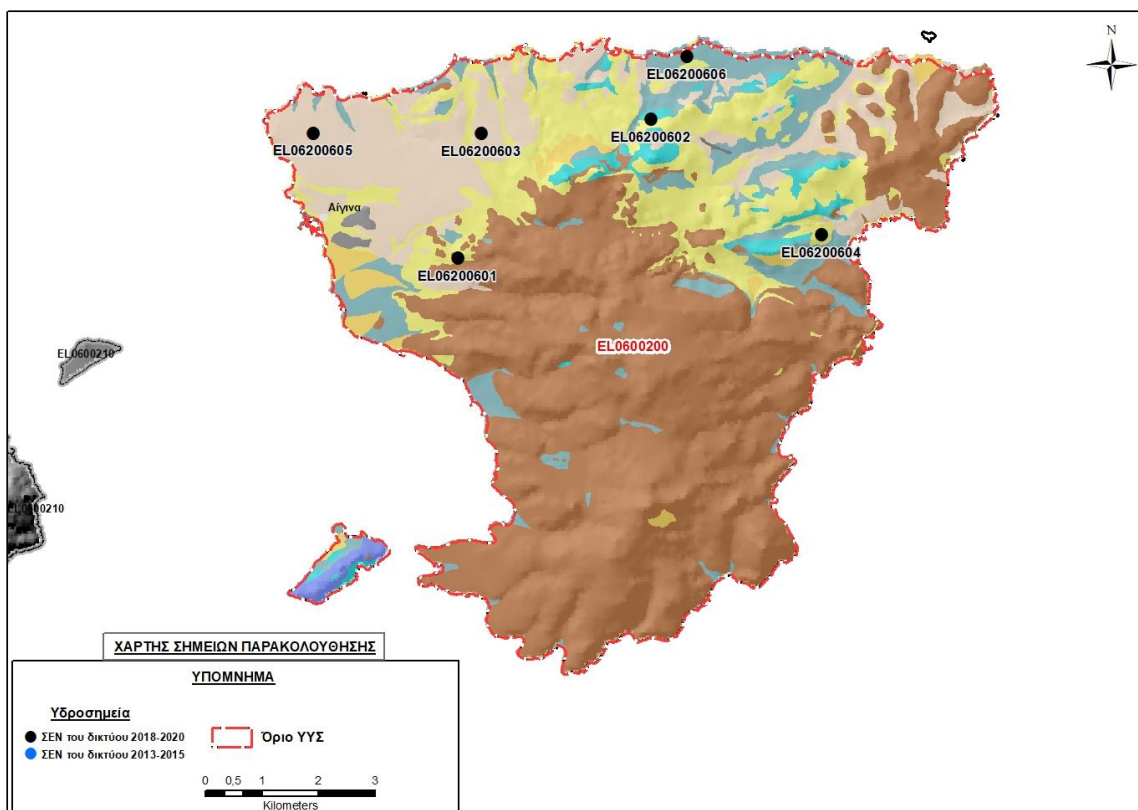 N
EL06200606
EL06200602
EL06200605
EL06200603
Αίγινα
EL06200604
EL06200601
EL0600200
EL0600210
EL0600210
ΧΑΡΤΗΣ ΣΗΜΕΙΩΝ ΠΑΡΑΚΟΛΟΥΘΗΣΗΣ
ΥΠΟΜΝΗΜΑ
Υδροσημεία
ΣΕΝ του δικτύου 2018-2020
Όριο ΥΥΣ
ΣΕΝ του δικτύου 2013-2015
0 0,5 1 2 3
Kilometers